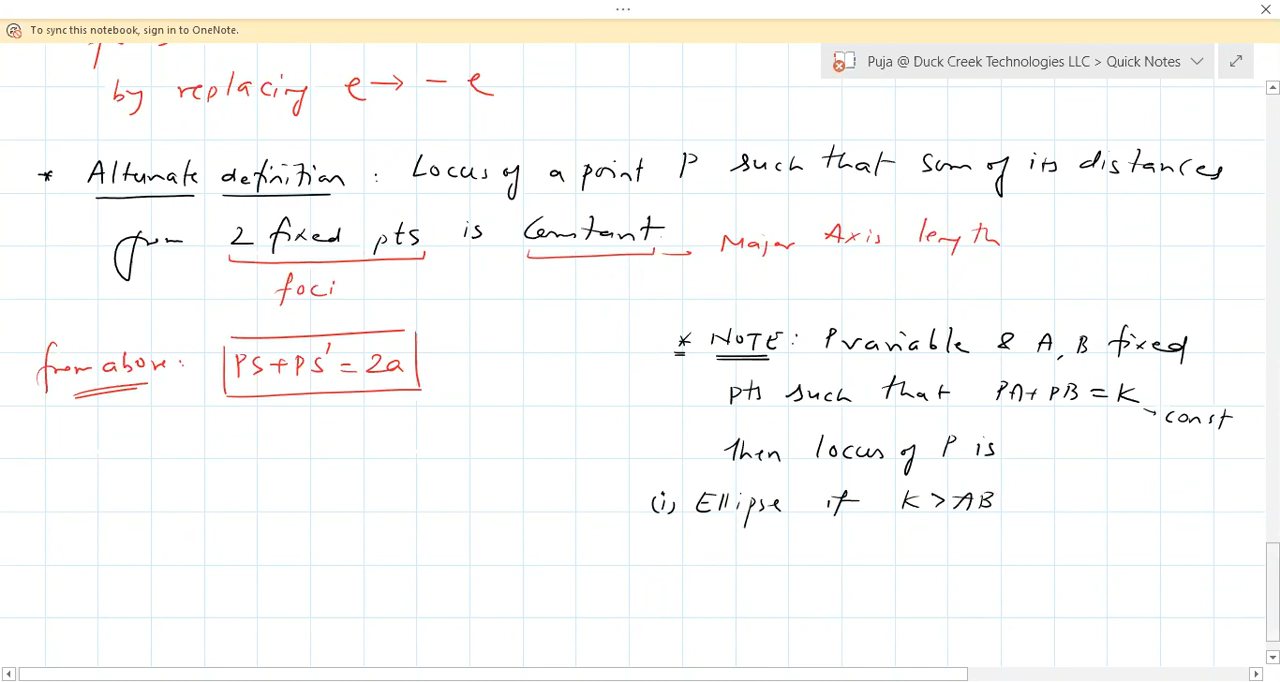 To sync this notebook, sign in to OneNote.
Puja @ Duck Creek Technologies LLC > Quick Notes
by replacing e → - e
* Alternate definition : Locus of a point P such that sum of its distances
from 2 fixed pts is constant. → Major Axis length
foci
from above : PS + PS' = 2a
* NOTE : P variable & A, B fixed
pts such that PA + PB = K → const
then locus of P is
(i) Ellipse if K > AB